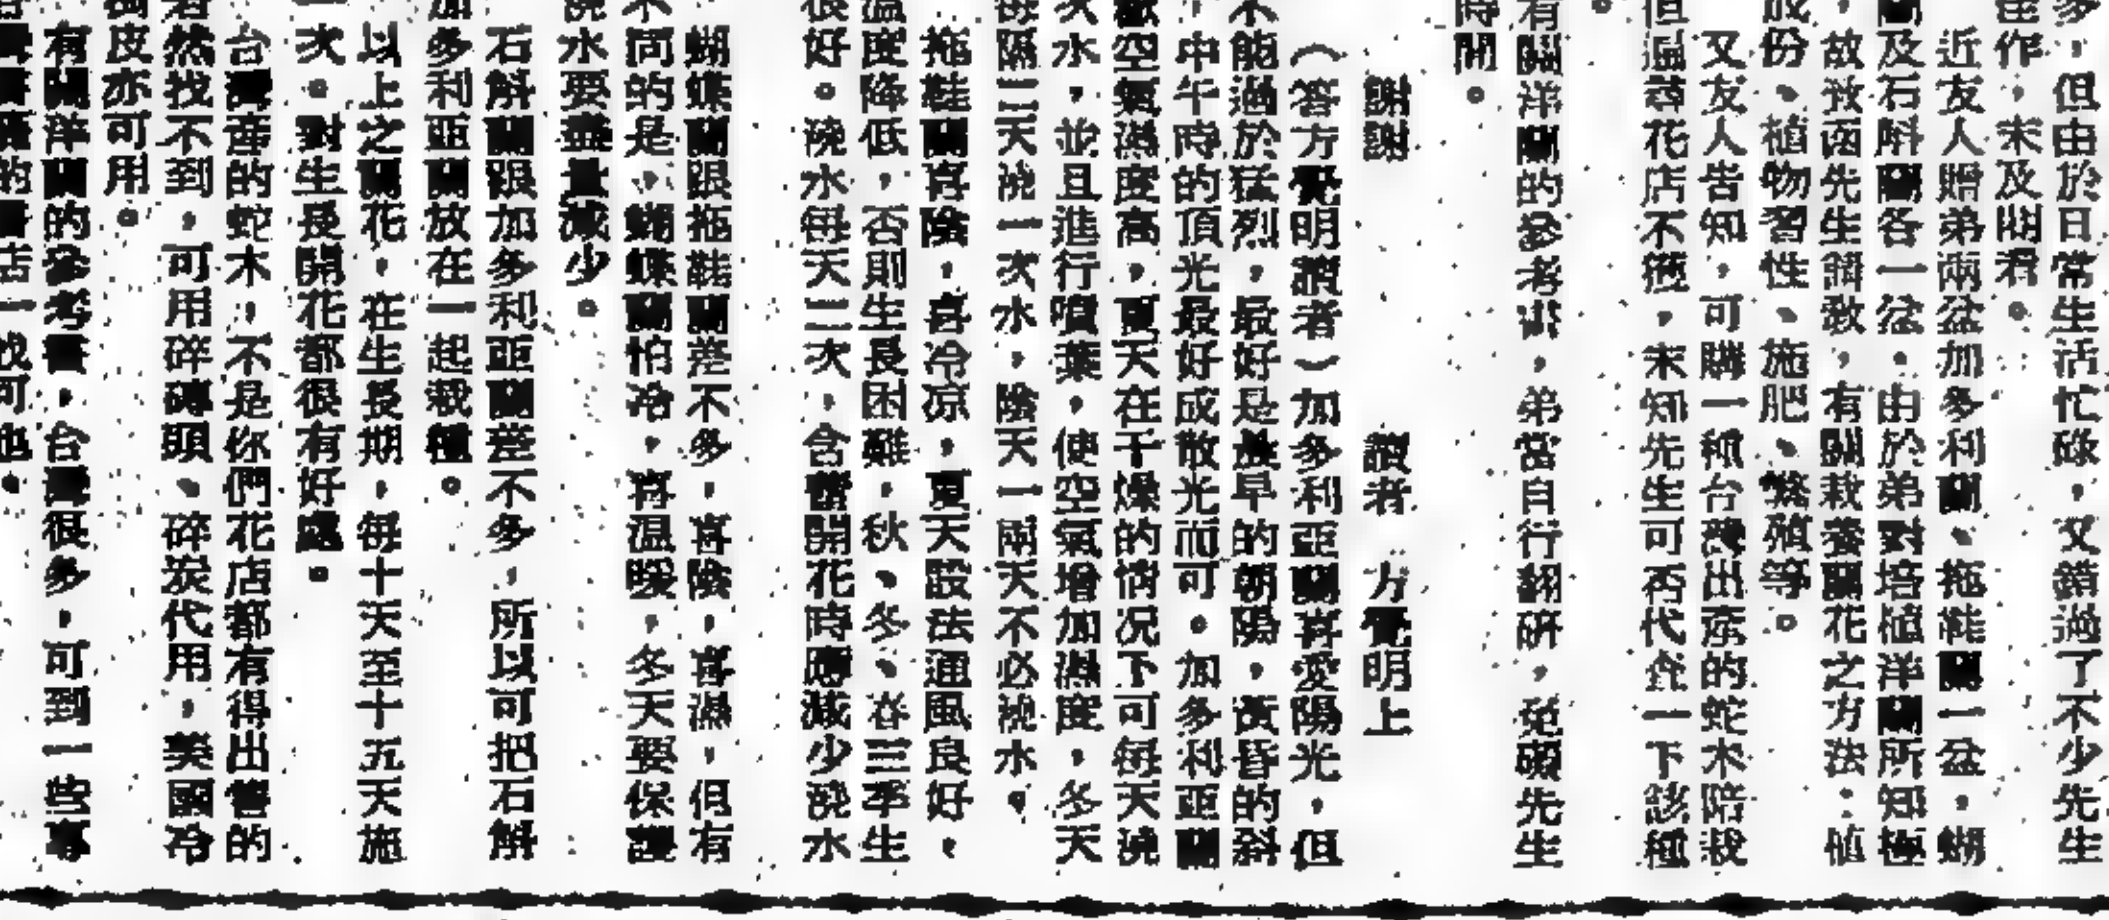 多，但由於日常生活忙碌，又錯過了不少先生
佳作，未及閱君。
近友人贈弟兩盆加多利蘭、拖鞋蘭一盆，蝴
蘭及石斛蘭各一盆。由於弟對培植洋蘭所知極
，故致函先生請教，有關栽養蘭花之方法：植
成份、植物習性、施肥、繁殖等。
又友人告知，可購一種台灣出產的蛇木陪栽
但溫哥花店不獲，未知先生可否代查一下該種
有關洋蘭的參考書，弟當自行翻研，免礙先生
時間。
謝謝
讀者 方覺明上
（答方覺明讀者）加多利亞蘭喜愛陽光，但
不能過於猛烈，最好是晨早的朝陽，黃昏的斜
，中午時的頂光最好成散光而可。加多利亞蘭
歡空氣濕度高，夏天在干燥的情况下可每天澆
次水，並且進行噴葉，使空氣增加濕度，冬天
每隔二三天澆一次水，陰天一兩天不必澆水。
拖鞋蘭喜陰，喜冷凉，夏天設法通風良好，
溫度降低，否則生長困難，秋、冬、春三季生
很好。澆水每天二次，含蕾開花時應減少澆水
蝴蝶蘭跟拖鞋蘭差不多，喜陰，喜濕，但有
不同的是，蝴蝶蘭怕冷，喜溫暖，冬天要保護
澆水要盡量減少。
石斛蘭跟加多利亞蘭差不多，所以可把石斛
加多利亞蘭放在一起栽種。
以上之蘭花，在生長期，每十天至十五天施
一次。對生長開花都很有好處。
台灣產的蛇木，不是你們花店都有得出售的
若然找不到，可用碎磚頭、碎炭代用，美國冷
樹皮亦可用。
有關洋蘭的參考書，台灣很多，可到一些專
的書店一找可也。